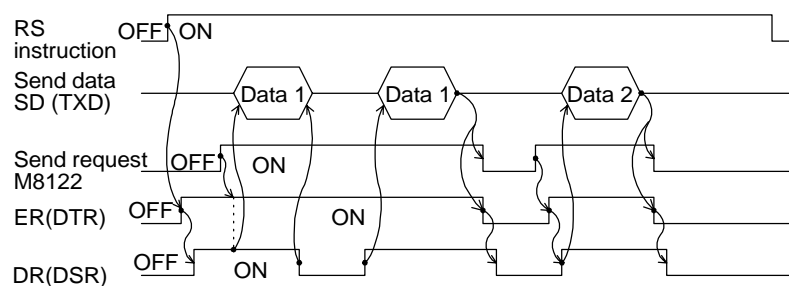 RS
instruction
OFF ON
Send data
SD (TXD)
Data 1
Data 1
Data 2
Send request
M8122
OFF ON
ER(DTR)
OFF ON
DR(DSR)
OFF ON